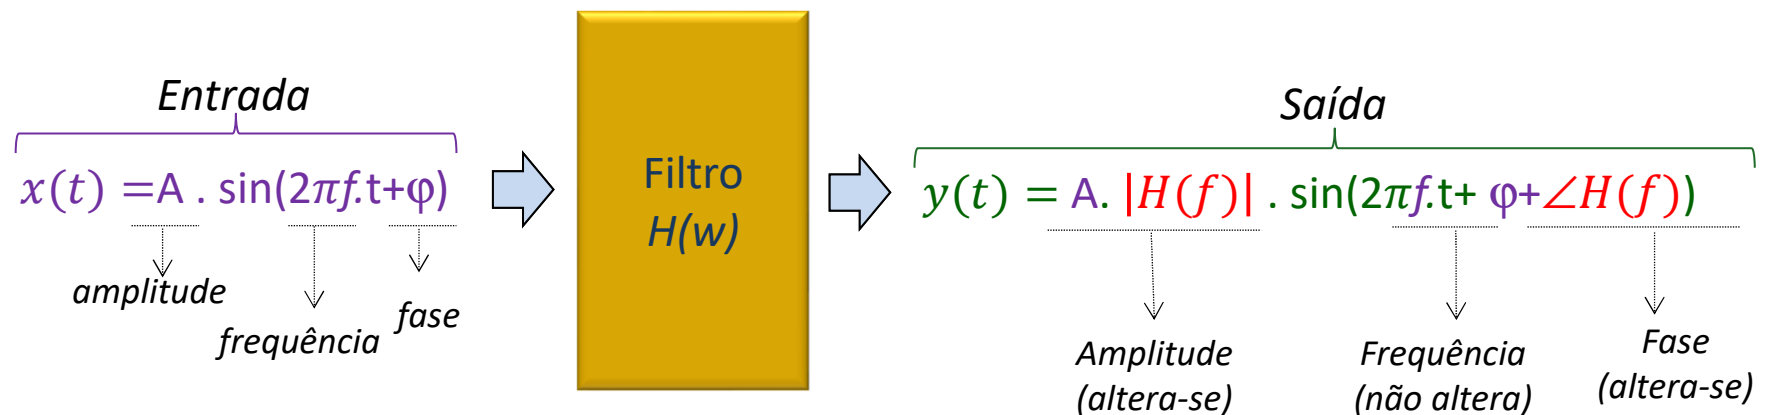 Entrada
x(t) =A . sin(2πf.t+φ)
amplitude
frequência
fase
Filtro
H(w)
Saída
y(t) = A. |H(f)| . sin(2πf.t+ φ+∠H(f))
Amplitude
(altera-se)
Frequência
(não altera)
Fase
(altera-se)